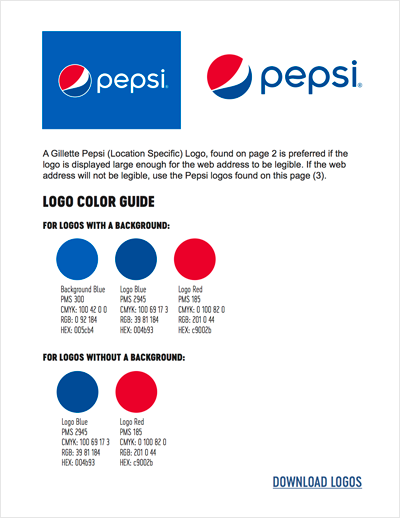 pepsi®
pepsi®
A Gillette Pepsi (Location Specific) Logo, found on page 2 is preferred if the
logo is displayed large enough for the web address to be legible. If the web
address will not be legible, use the Pepsi logos found on this page (3).
LOGO COLOR GUIDE
FOR LOGOS WITH A BACKGROUND:
Background Blue
PMS 300
CMYK: 100 42 0 0
RGB: 0 92 184
HEX: 005cb4
Logo Blue
PMS 2945
CMYK: 100 69 17 3
RGB: 39 81 184
HEX: 004b93
Logo Red
PMS 185
CMYK: 0 100 82 0
RGB: 201 0 44
HEX: c9002b
FOR LOGOS WITHOUT A BACKGROUND:
Logo Blue
PMS 2945
CMYK: 100 69 17 3
RGB: 39 81 184
HEX: 004b93
Logo Red
PMS 185
CMYK: 0 100 82 0
RGB: 201 0 44
HEX: c9002b
DOWNLOAD LOGOS